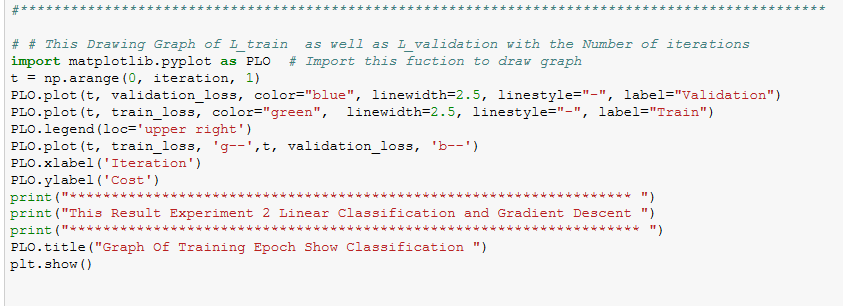 #************************************************************************************************
# # This Drawing Graph of L_train  as well as L_validation with the Number of iterations
import matplotlib.pyplot as PLO  # Import this fuction to draw graph
t = np.arange(0, iteration, 1)
PLO.plot(t, validation_loss, color="blue", linewidth=2.5, linestyle="-", label="Validation")
PLO.plot(t, train_loss, color="green",  linewidth=2.5, linestyle="-", label="Train")
PLO.legend(loc='upper right')
PLO.plot(t, train_loss, 'g--',t, validation_loss, 'b--')
PLO.xlabel('Iteration')
PLO.ylabel('Cost')
print("******************************************************************* ")
print("This Result Experiment 2 Linear Classification and Gradient Descent ")
print("******************************************************************** ")
PLO.title("Graph Of Training Epoch Show Classification ")
plt.show()